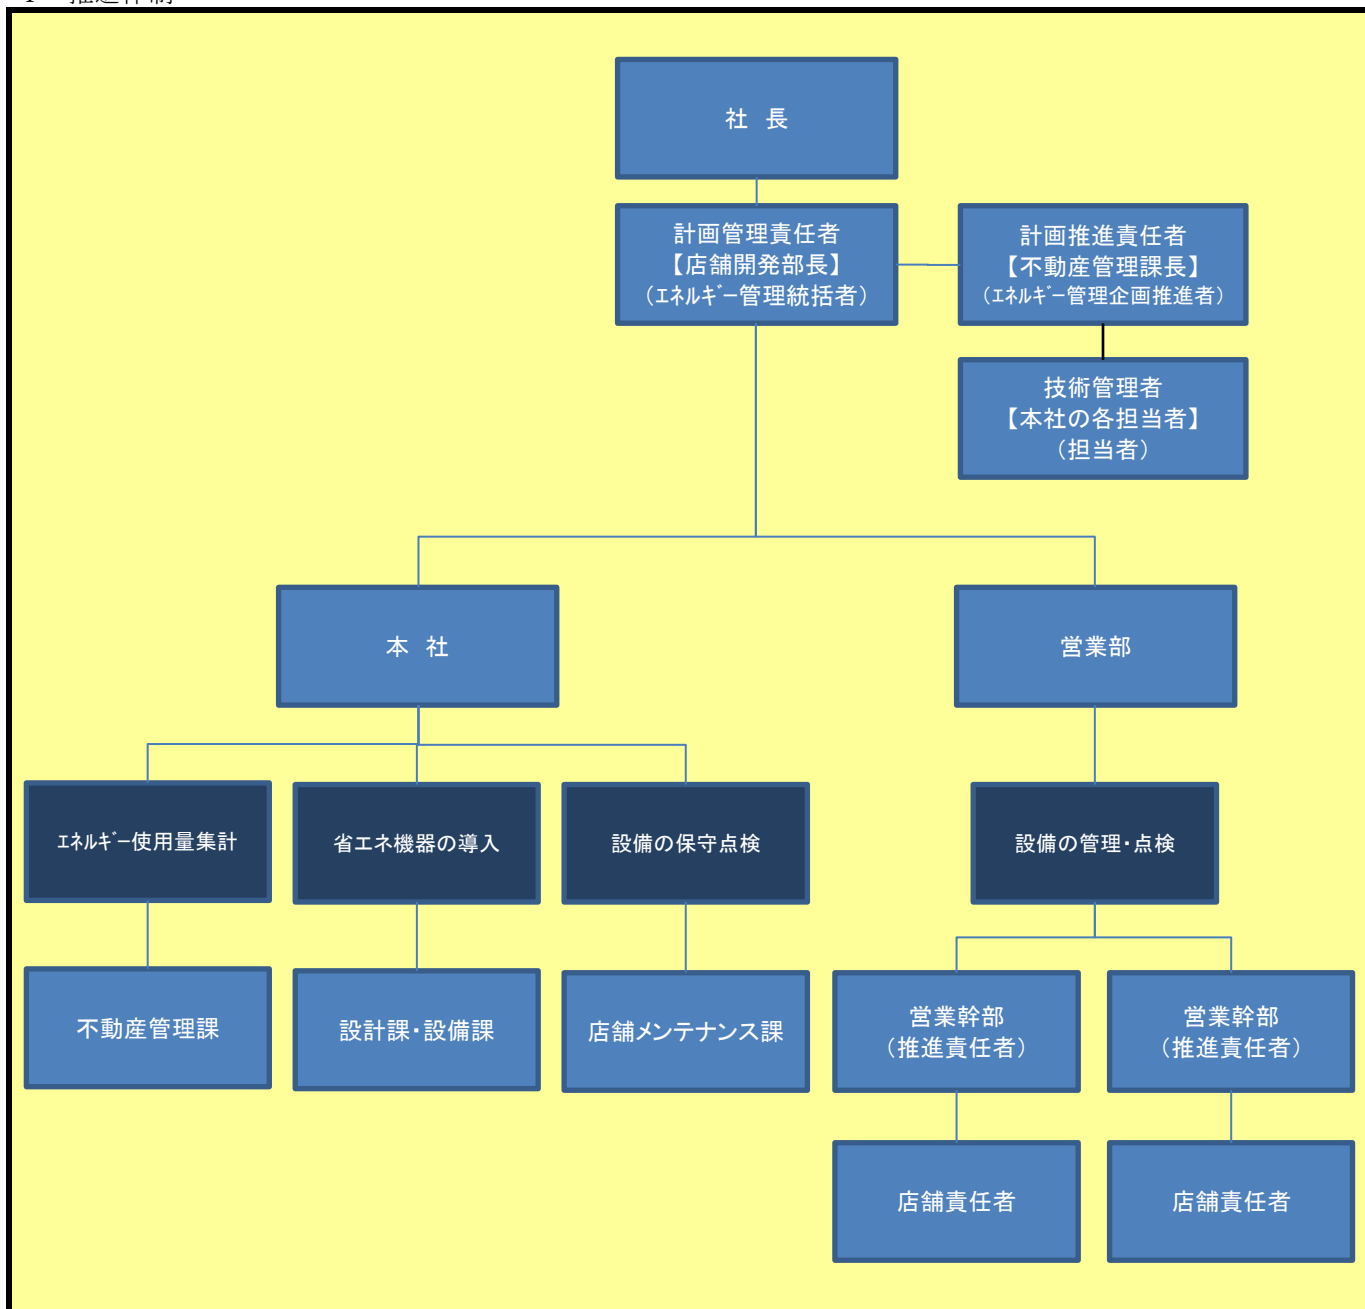 社 長
計画管理責任者
【店舗開発部長】
（ｴﾈﾙｷﾞｰ管理統括者）
計画推進責任者
【不動産管理課長】
（ｴﾈﾙｷﾞｰ管理企画推進者）
技術管理者
【本社の各担当者】
（担当者）
本 社
営業部
ｴﾈﾙｷﾞｰ使用量集計
省エネ機器の導入
設備の保守点検
設備の管理・点検
不動産管理課
設計課・設備課
店舗メンテナンス課
営業幹部
（推進責任者）
営業幹部
（推進責任者）
店舗責任者
店舗責任者